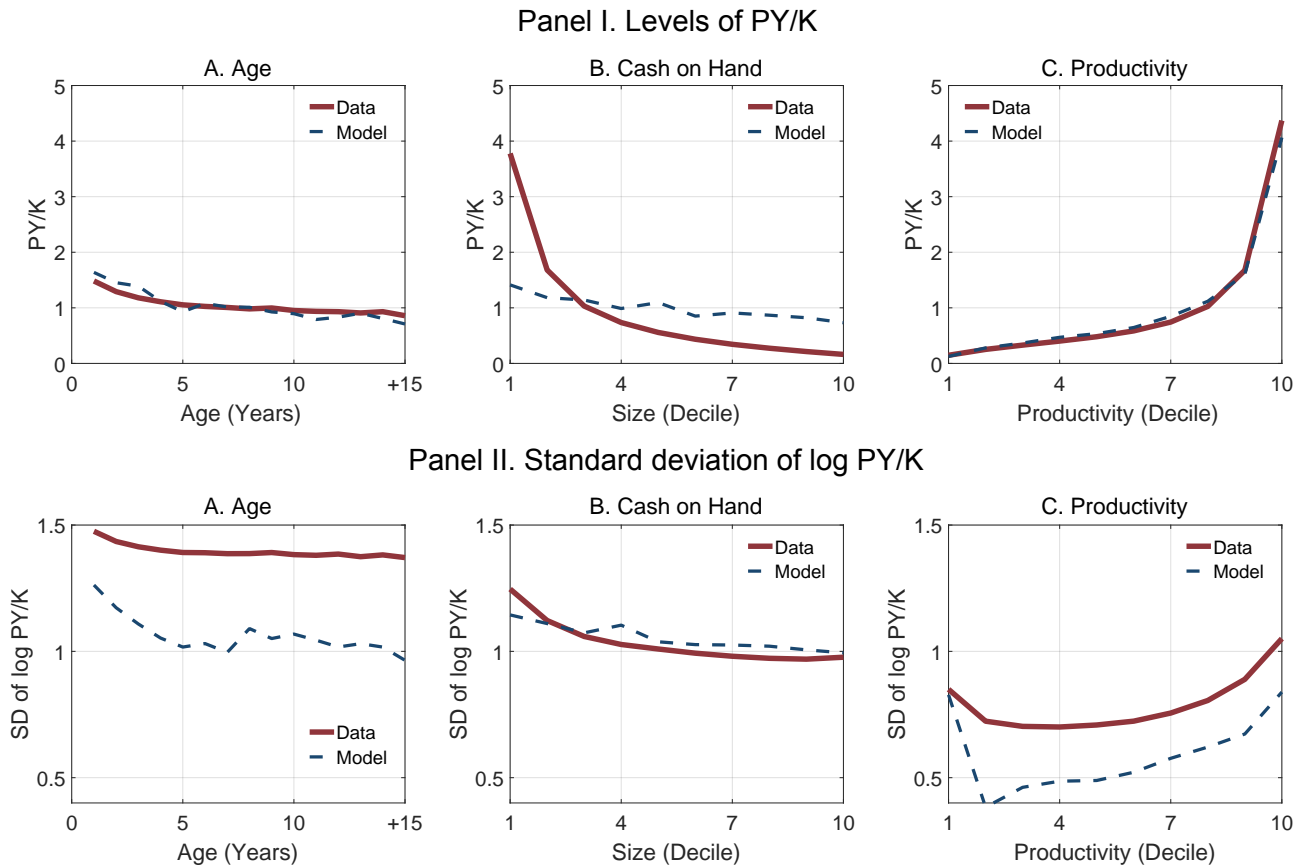 Panel I. Levels of PY/K
A. Age
5
4
3
2
1
0
PY/K
Data
Model
0 5 10 +15
Age (Years)
B. Cash on Hand
5
4
3
2
1
0
PY/K
Data
Model
1 4 7 10
Size (Decile)
C. Productivity
5
4
3
2
1
0
PY/K
Data
Model
1 4 7 10
Productivity (Decile)
Panel II. Standard deviation of log PY/K
A. Age
1.5
1
0.5
SD of log PY/K
Data
Model
0 5 10 +15
Age (Years)
B. Cash on Hand
1.5
1
0.5
SD of log PY/K
Data
Model
1 4 7 10
Size (Decile)
C. Productivity
1.5
1
0.5
SD of log PY/K
Data
Model
1 4 7 10
Productivity (Decile)